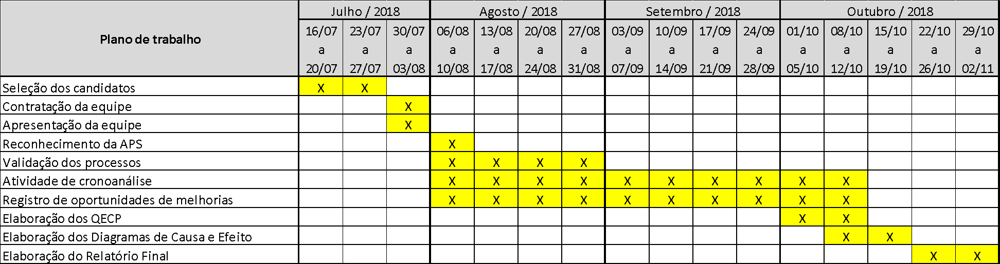 Plano de trabalho
Julho / 2018 Agosto / 2018 Setembro / 2018 Outubro / 2018
16/07 23/07 30/07 06/08 13/08 20/08 27/08 03/09 10/09 17/09 24/09 01/10 08/10 15/10 22/10 29/10
a a a a a a a a a a a a a a a a
20/07 27/07 03/08 10/08 17/08 24/08 31/08 07/09 14/09 21/09 28/09 05/10 12/10 19/10 26/10 02/11
Seleção dos candidatos X X
Contratação da equipe X
Apresentação da equipe X
Reconhecimento da APS X
Validação dos processos X X X X
Atividade de cronoanálise X X X X X X X X X X
Registro de oportunidades de melhorias X X X X X X X X X X
Elaboração dos QECP X X
Elaboração dos Diagramas de Causa e Efeito X X
Elaboração do Relatório Final X X